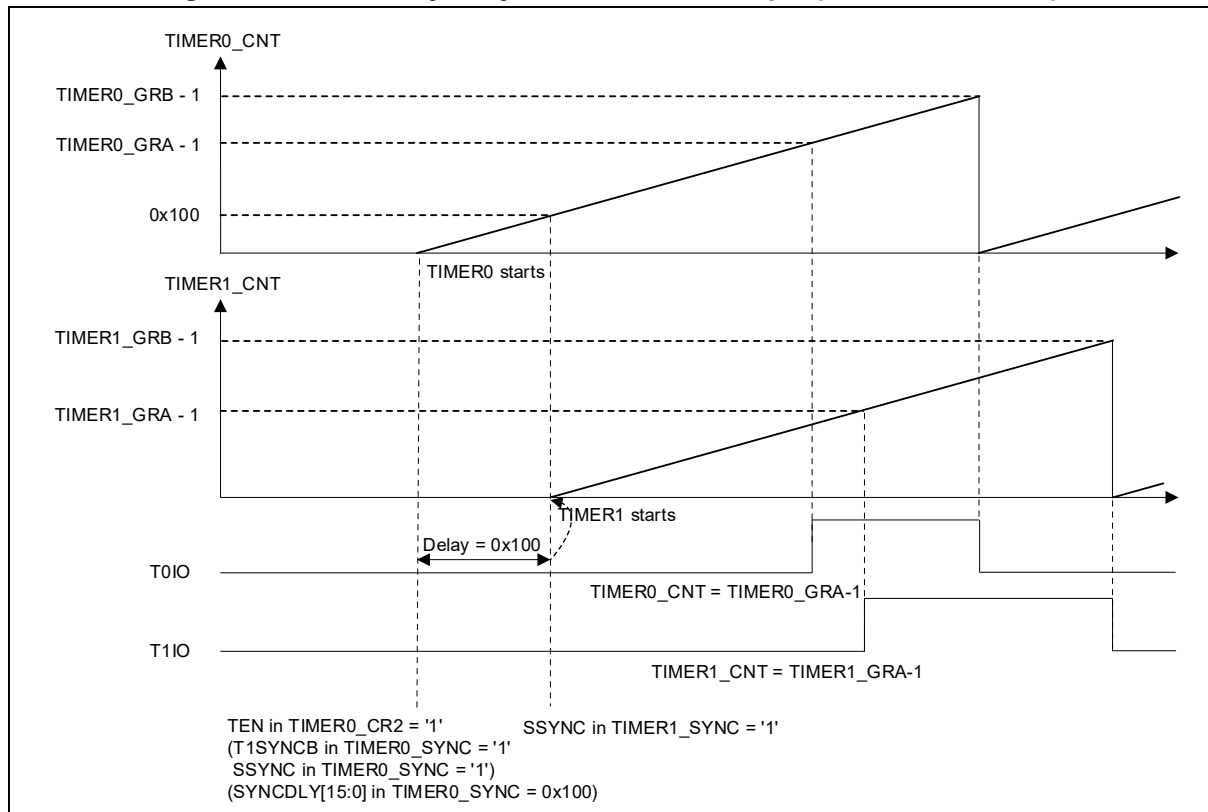 TIMER0_CNT
TIMER0_GRB - 1
TIMER0_GRA - 1
0x100
TIMER0 starts
TIMER1_CNT
TIMER1_GRB - 1
TIMER1_GRA - 1
TIMER1 starts
Delay = 0x100
T0IO
TIMER0_CNT = TIMER0_GRA-1
T1IO
TIMER1_CNT = TIMER1_GRA-1
TEN in TIMER0_CR2 = '1'
(T1SYNCB in TIMER0_SYNC = '1'
SSYNC in TIMER0_SYNC = '1')
(SYNCDLY[15:0] in TIMER0_SYNC = 0x100)
SSYNC in TIMER1_SYNC = '1'